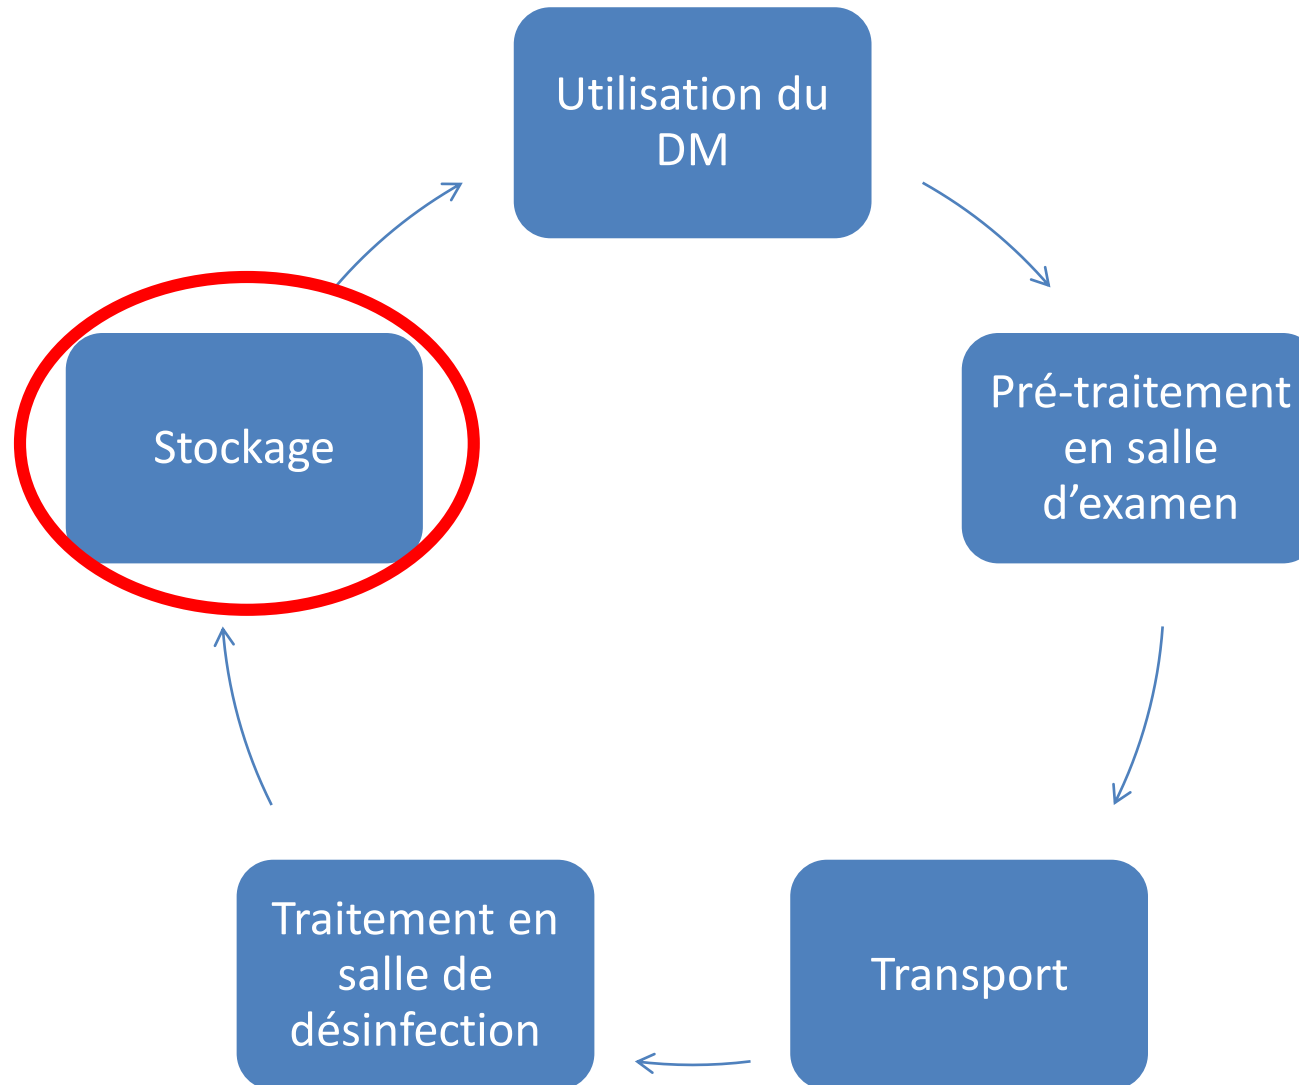 Utilisation du
DM
Pré-traitement
en salle
d’examen
Transport
Traitement en
salle de
désinfection
Stockage